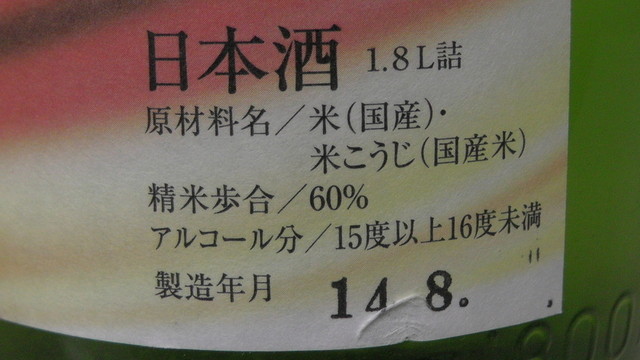 日本酒 1.8L詰
原材料名／米(国産)・
米こうじ(国産米)
精米歩合／60%
アルコール分／15度以上16度未満
製造年月 14.8.